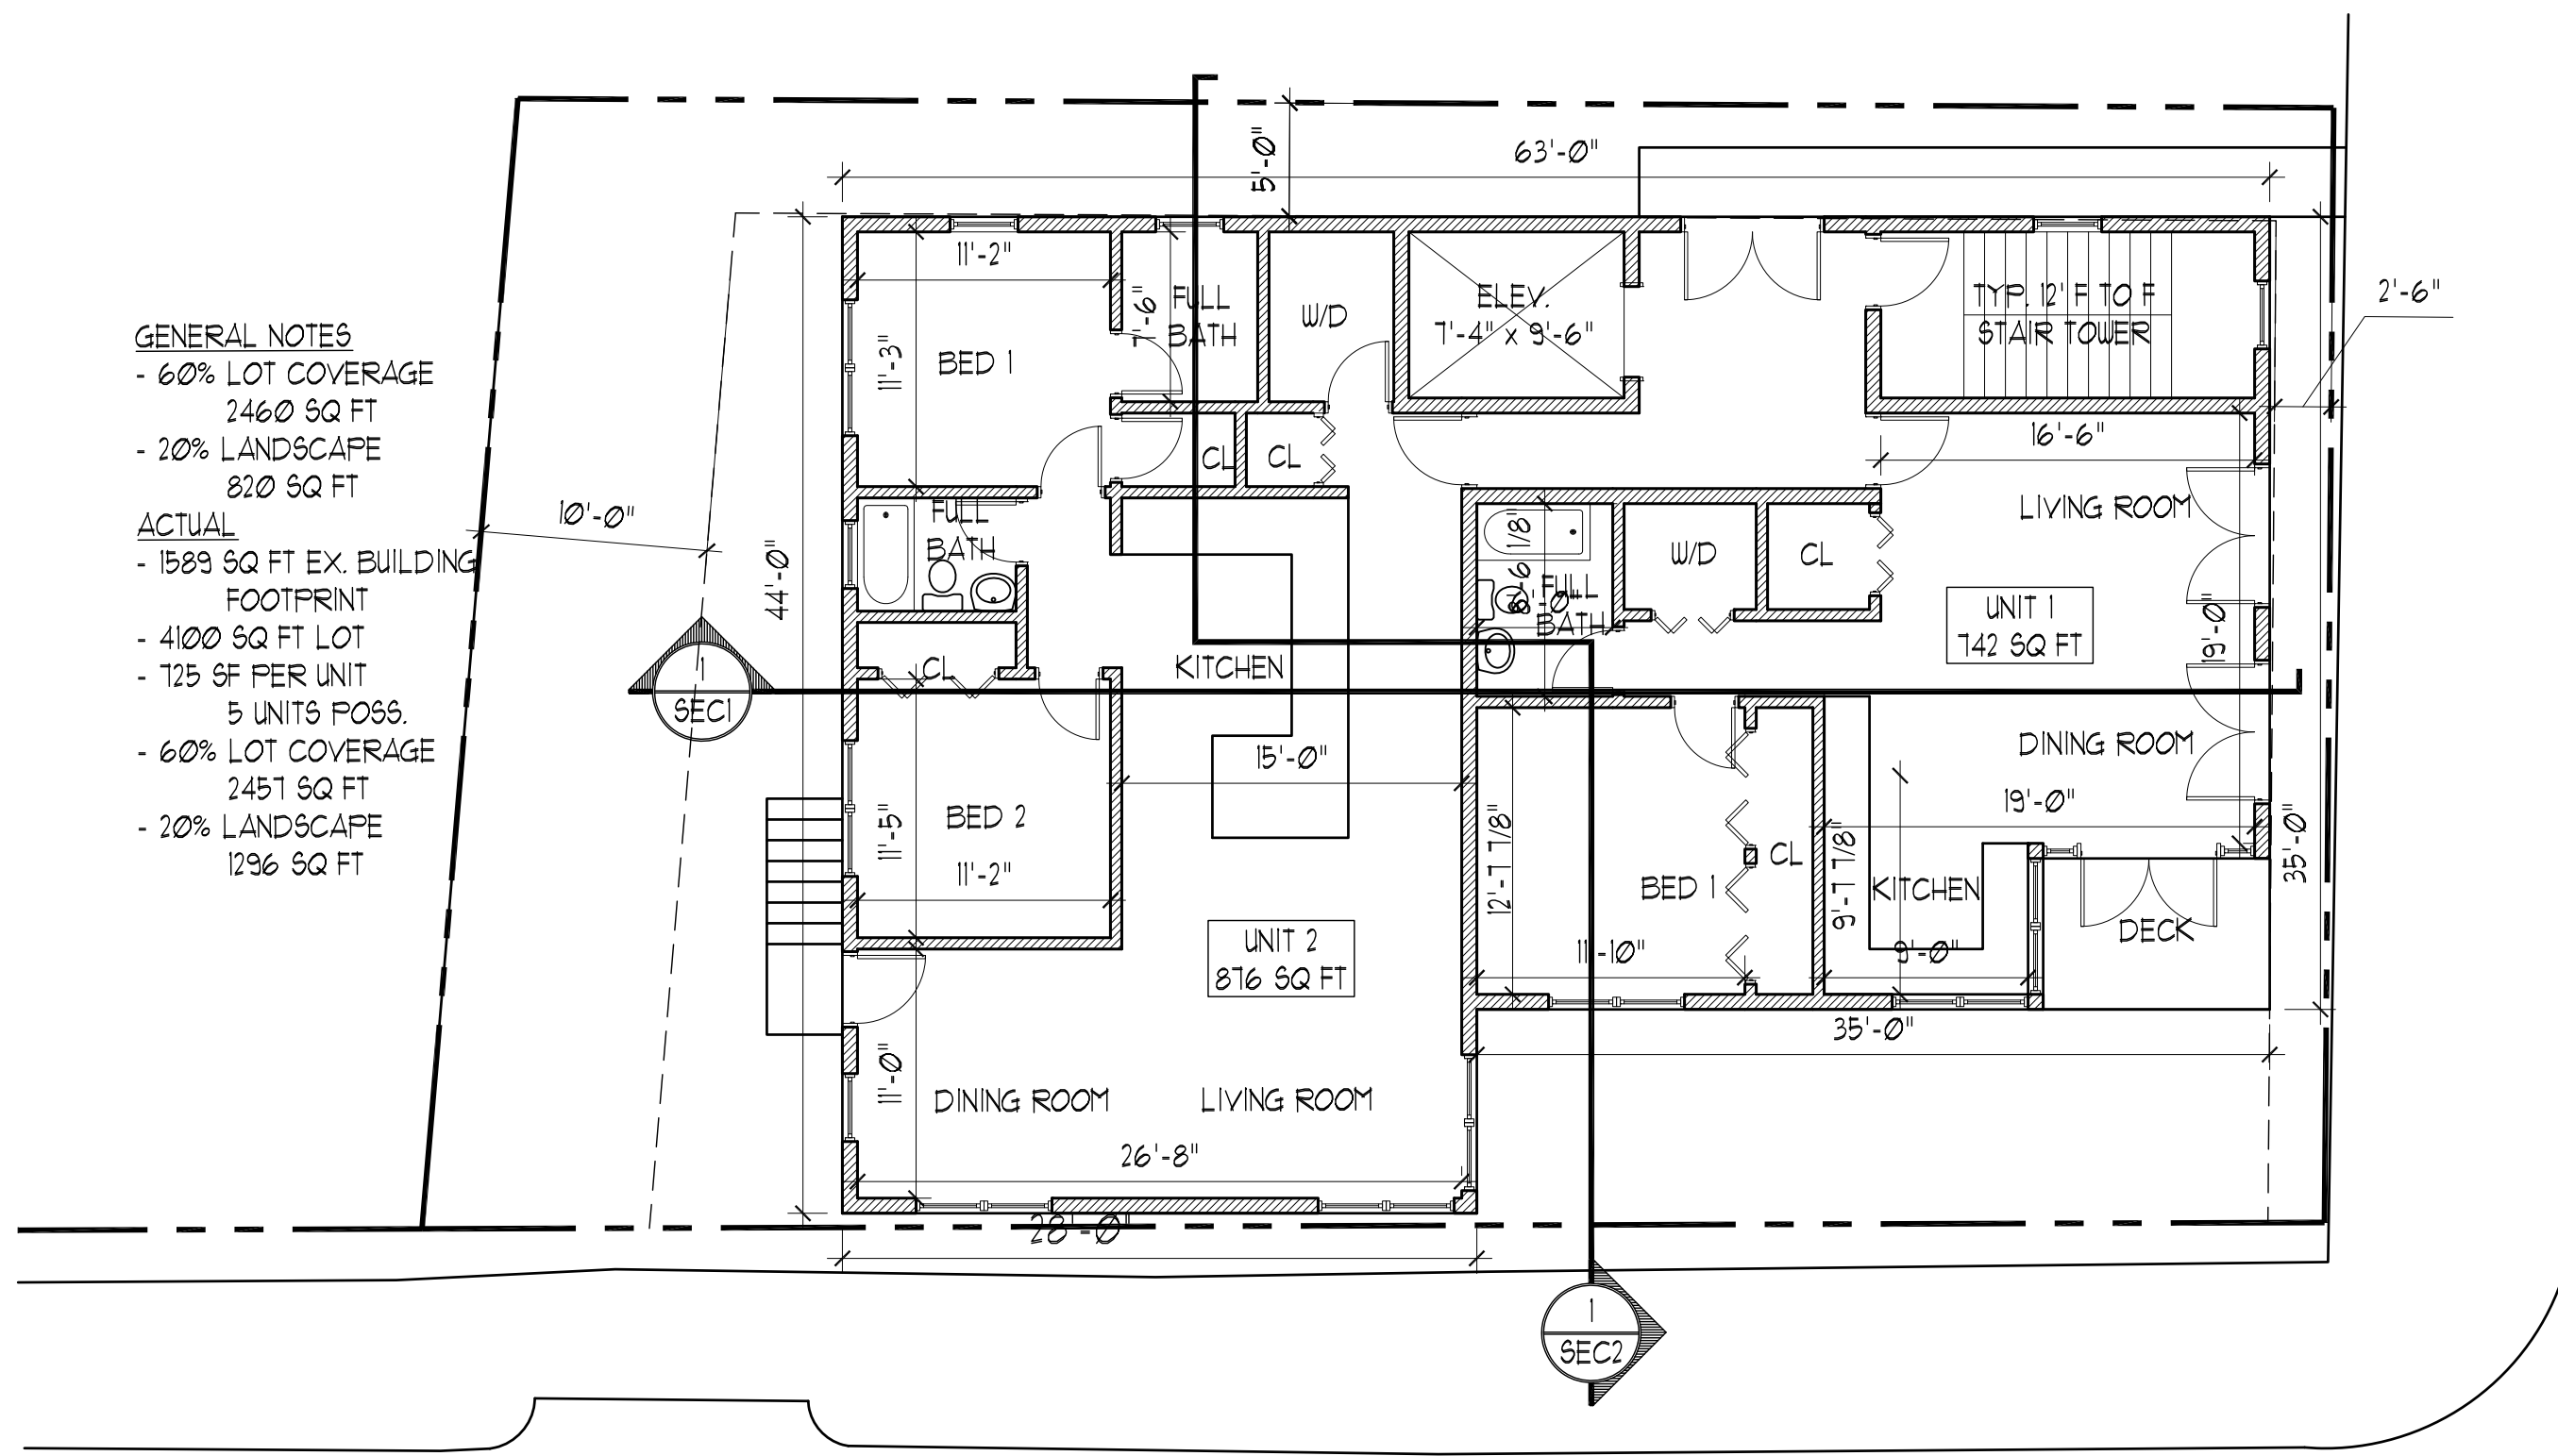 63'-0"
5'-0"
GENERAL NOTES
- 60% LOT COVERAGE
2460 SQ FT
- 20% LANDSCAPE
820 SQ FT
ACTUAL
- 1589 SQ FT EX. BUILDING
FOOTPRINT
- 4100 SQ FT LOT
- 725 SF PER UNIT
5 UNITS POSS.
- 60% LOT COVERAGE
2457 SQ FT
- 20% LANDSCAPE
1296 SQ FT
10'-0"
44'-0"
11'-2"
11'-3"
BED 1
7'-6"
FULL
BATH
W/D
ELEV.
7'-4" x 9'-6"
TYP. 12' F TO F
STAIR TOWER
2'-6"
CL
CL
16'-6"
LIVING ROOM
FULL
BATH
CL
KITCHEN
FULL
BATH
W/D
CL
UNIT 1
742 SQ FT
19'-0"
1
SEC1
15'-0"
DINING ROOM
19'-0"
BED 2
11'-5"
11'-2"
12'-7 7/8"
BED 1
CL
9'-7 7/8"
KITCHEN
35'-0"
DECK
UNIT 2
876 SQ FT
11'-10"
9'-0"
35'-0"
11'-0"
DINING ROOM
LIVING ROOM
26'-8"
28'-0"
1
SEC2